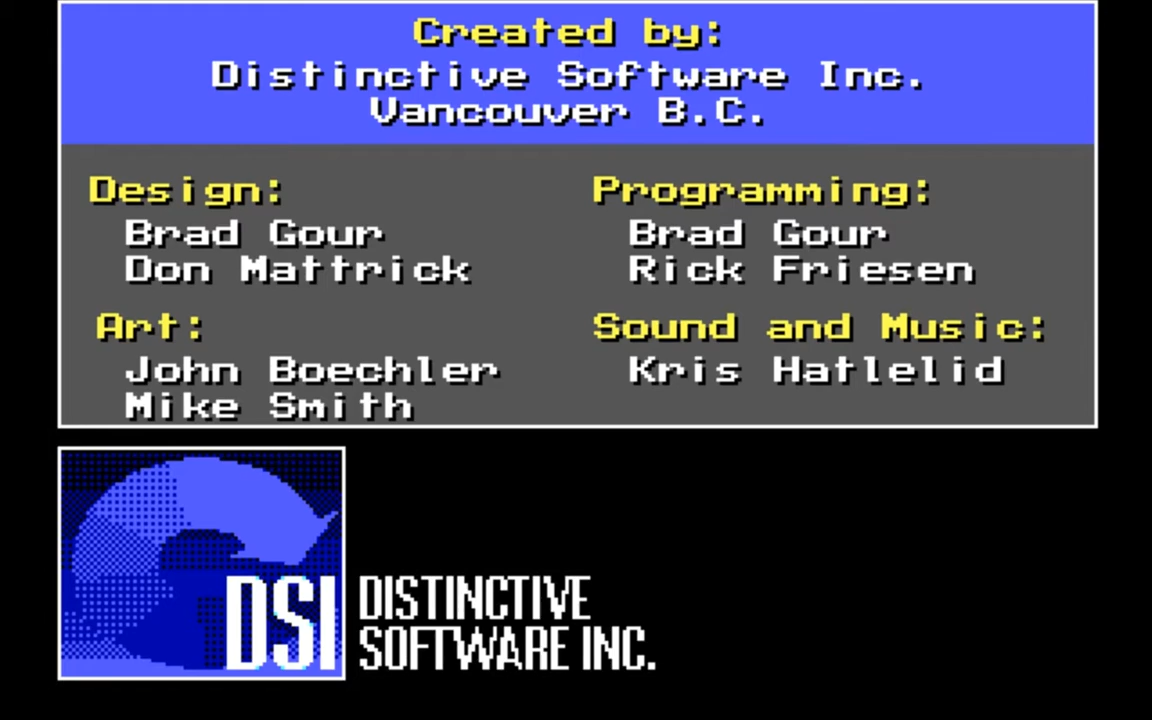 Created by:
Distinctive Software Inc.
Vancouver B.C.
Design:
Brad Gour
Don Mattrick
Programming:
Brad Gour
Rick Friesen
Art:
John Boechler
Mike Smith
Sound and Music:
Kris Hatlelid
DSI
DISTINCTIVE
SOFTWARE INC.